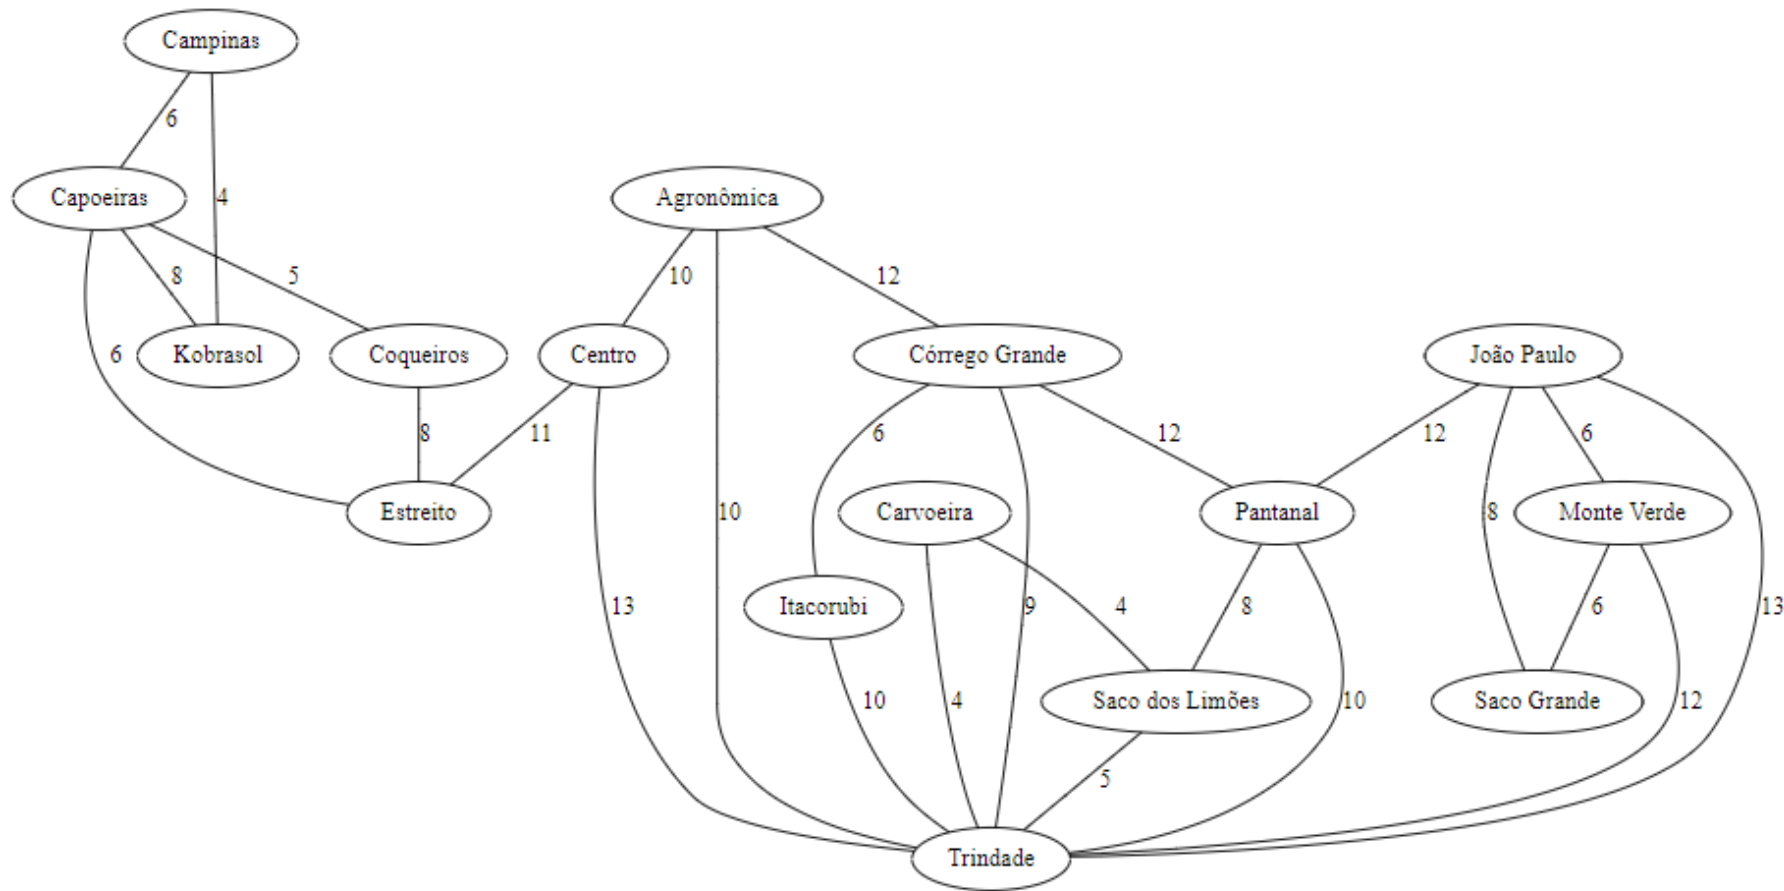 Campinas
6
Capoeiras
4
Agronômica
8
5
10
12
6
Kobrasol
Coqueiros
Centro
Córrego Grande
João Paulo
8
11
6
12
12
6
Estreito
Carvoeira
Pantanal
8
Monte Verde
10
Itacorubi
13
9
4
8
6
13
10
4
Saco dos Limões
10
Saco Grande
12
5
Trindade